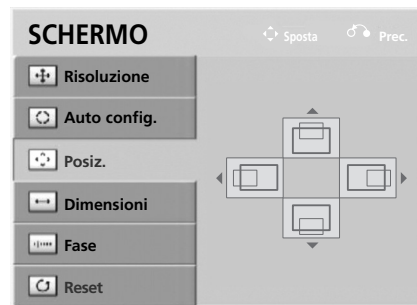 SCHERMO
Sposta
Prec.
Risoluzione
Auto config.
Posiz.
Dimensioni
Fase
Reset